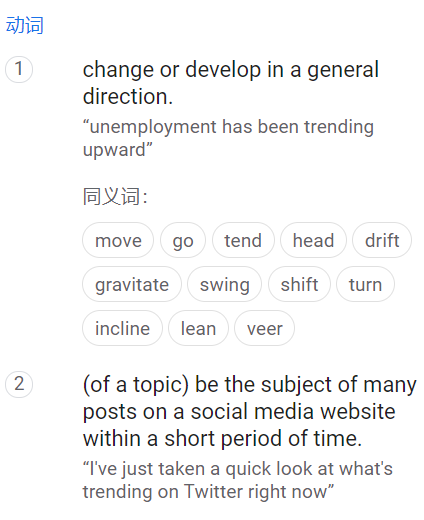 动词
1
change or develop in a general
direction.
“unemployment has been trending
upward”
同义词：
move go tend head drift
gravitate swing shift turn
incline lean veer
2
(of a topic) be the subject of many
posts on a social media website
within a short period of time.
“I've just taken a quick look at what's
trending on Twitter right now”